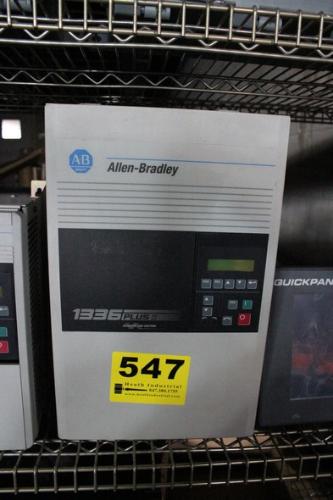 AB
Allen-Bradley
QUICKPAN
1336 PLUS
547
Heath Industrial